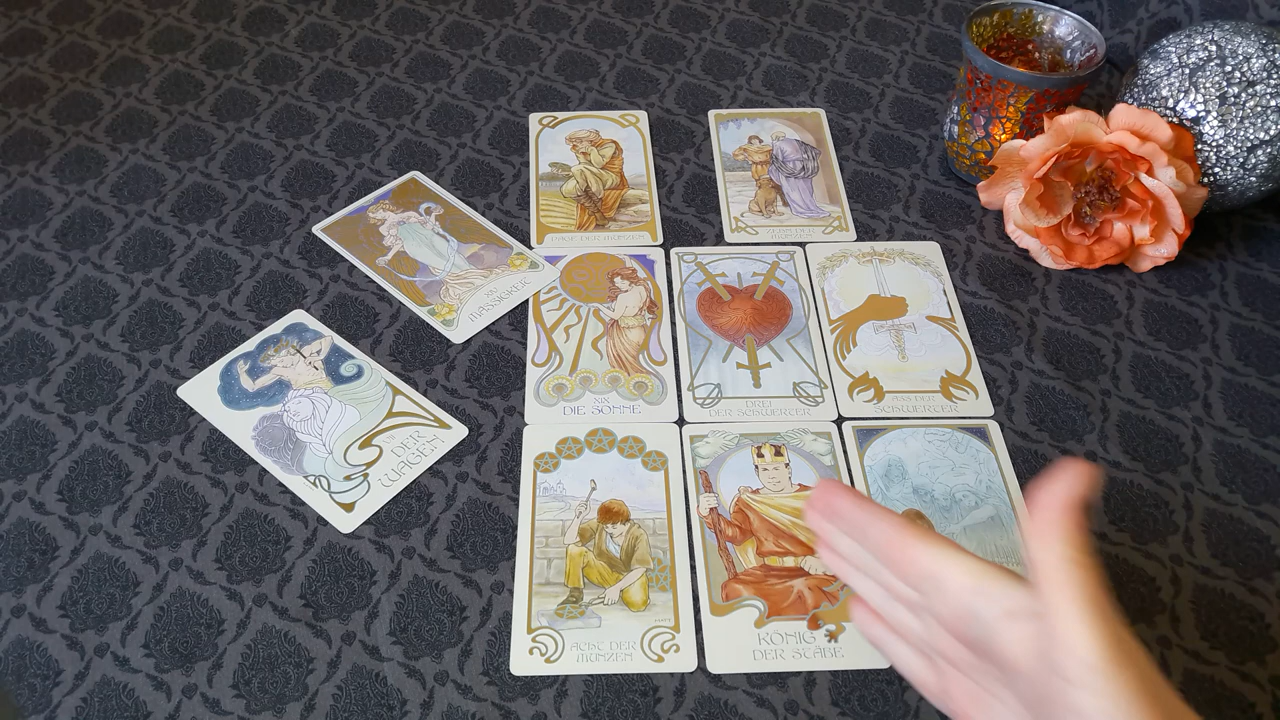 PAGE DER MÜNZEN
ZEHN DER
MÜNZEN
XIV
MÄSSIGKEIT
XIX
DIE SONNE
DREI
DER SCHWERTER
ASS DER
SCHWERTER
VII
DER
WAGEN
ACHT DER
MÜNZEN
KÖNIG
DER STÄBE